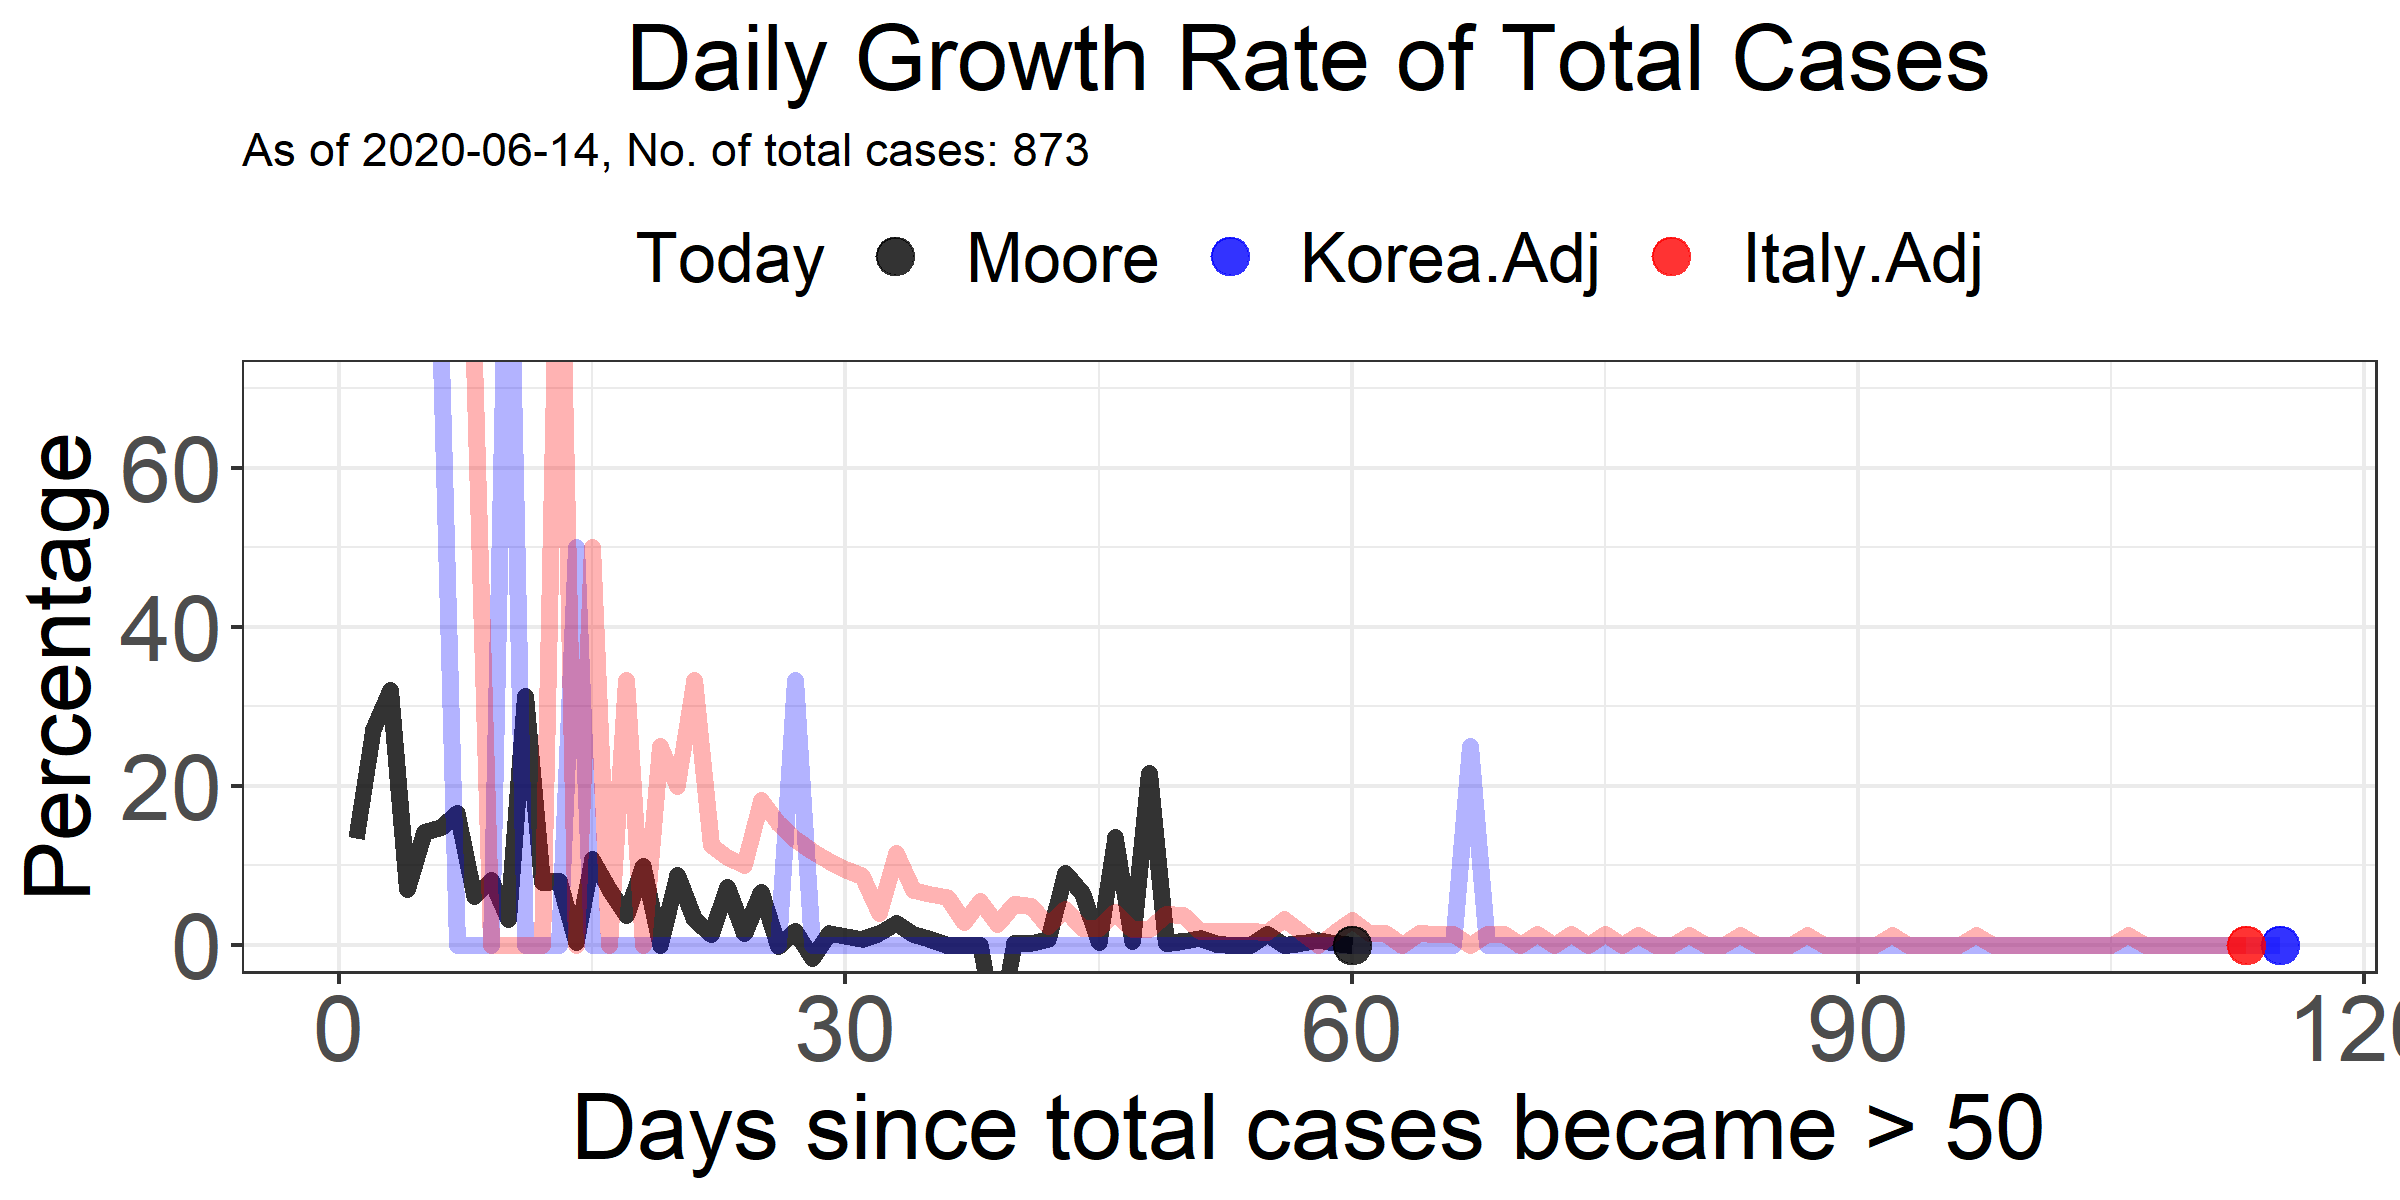 Daily Growth Rate of Total Cases
As of 2020-06-14, No. of total cases: 873
Today Moore Korea.Adj Italy.Adj
Percentage
60
40
20
0
0 30 60 90 120
Days since total cases became > 50